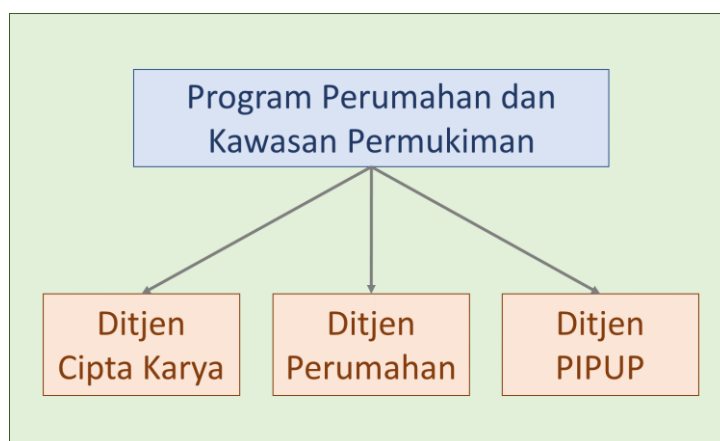 Program Perumahan dan
Kawasan Permukiman
Ditjen
Cipta Karya
Ditjen
Perumahan
Ditjen
PIPUP